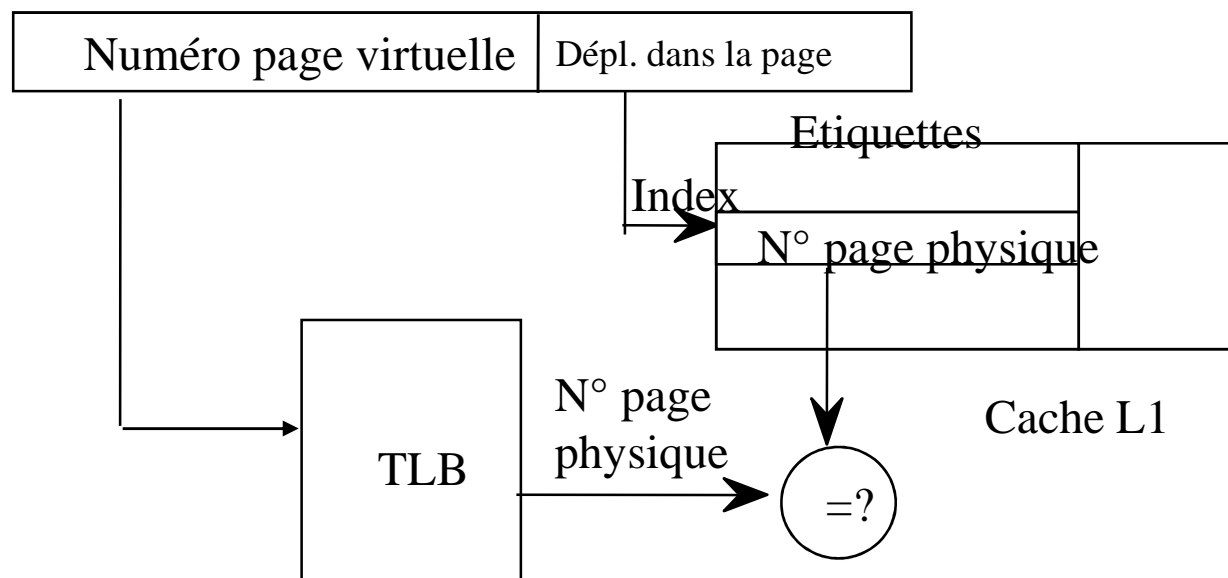 Numéro page virtuelle
Dépl. dans la page
Etiquettes
Index
N° page physique
N° page
physique
Cache L1
TLB
=?